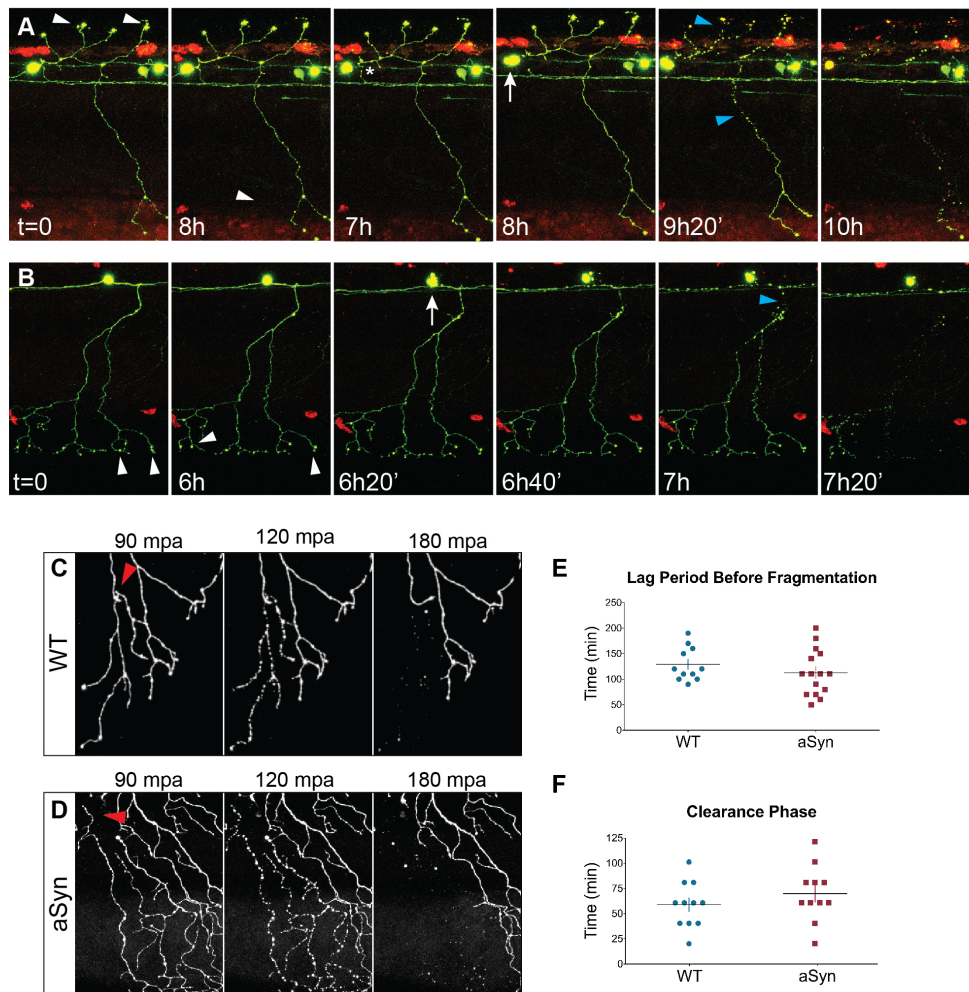 A
t=0
8h
7h
*
8h
9h20’
10h
B
t=0
6h
6h20’
6h40’
7h
7h20’
90 mpa 120 mpa 180 mpa
C
WT
90 mpa 120 mpa 180 mpa
D
aSyn
E
Lag Period Before Fragmentation
Time (min)
250
200
150
100
50
0
WT aSyn
F
Clearance Phase
Time (min)
125
100
75
50
25
0
WT aSyn